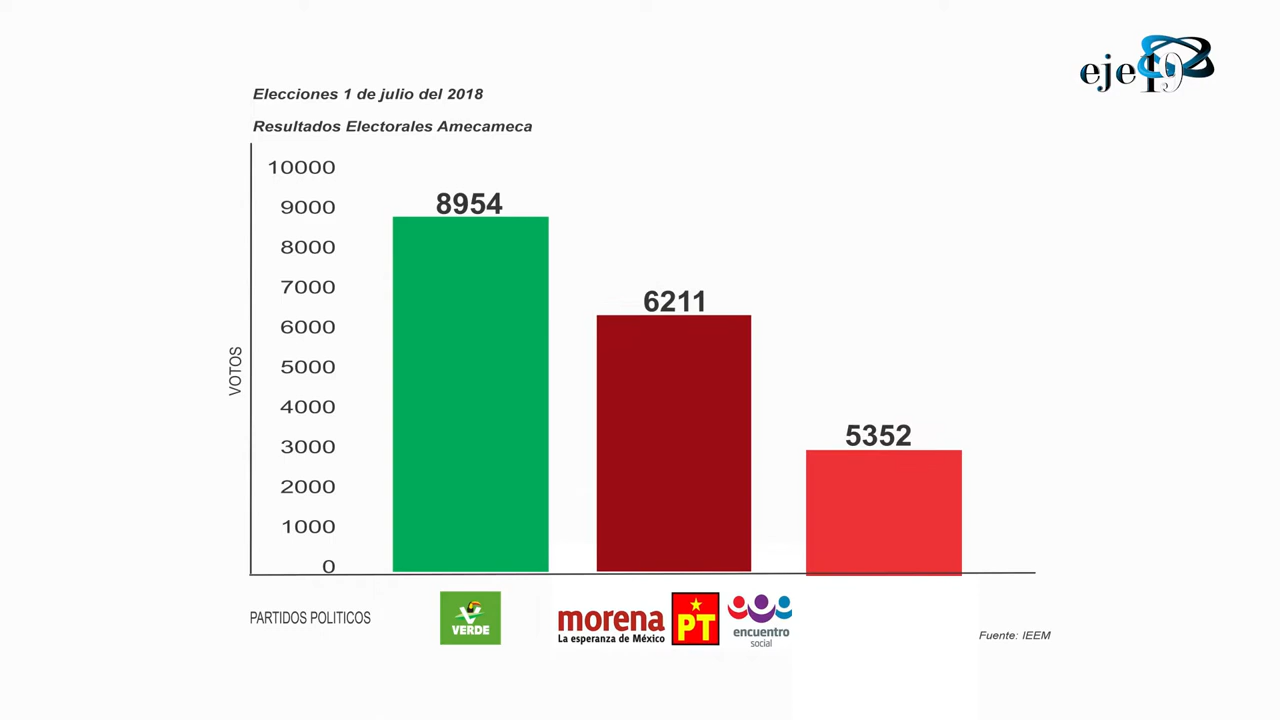 eje19
Elecciones 1 de julio del 2018
Resultados Electorales Amecameca
10000
9000
8000
7000
6000
5000
4000
3000
2000
1000
0
VOTOS
8954
6211
5352
PARTIDOS POLITICOS
VERDE
morena
La esperanza de México
PT
encuentro
social
Fuente: IEEM